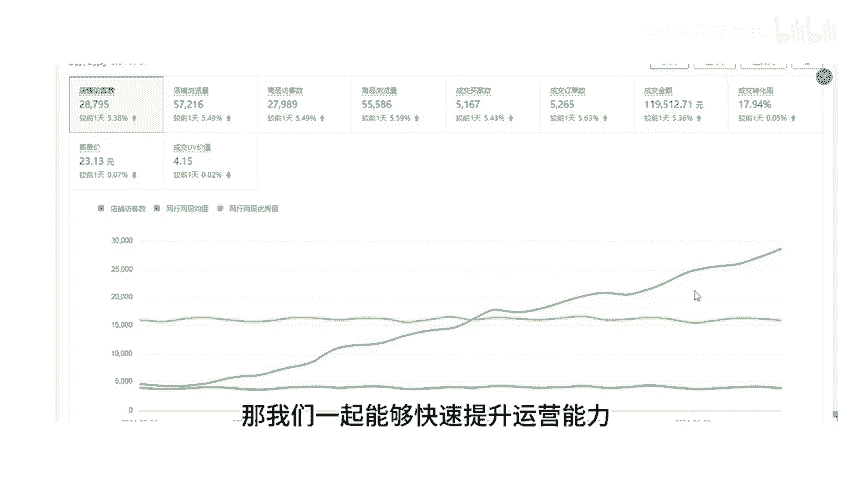 bilibili
店铺访客数 店铺浏览量 商品访客数 商品浏览量 成交买家数 成交订单数 成交金额 成交转化率
28,795 57,216 27,989 55,586 5,167 5,265 119,512.71 元 17.94%
较前1天 5.38% 较前1天 5.49% 较前1天 5.49% 较前1天 5.59% 较前1天 5.43% 较前1天 5.63% 较前1天 5.36% 较前1天 0.05%
客单价 成交UV价值
23.13 元 4.15
较前1天 0.07% 较前1天 0.02%
店铺访客数 同行同层均值 同行同层优秀值
30,000
25,000
20,000
15,000
10,000
5,000
0
那我们一起能够快速提升运营能力